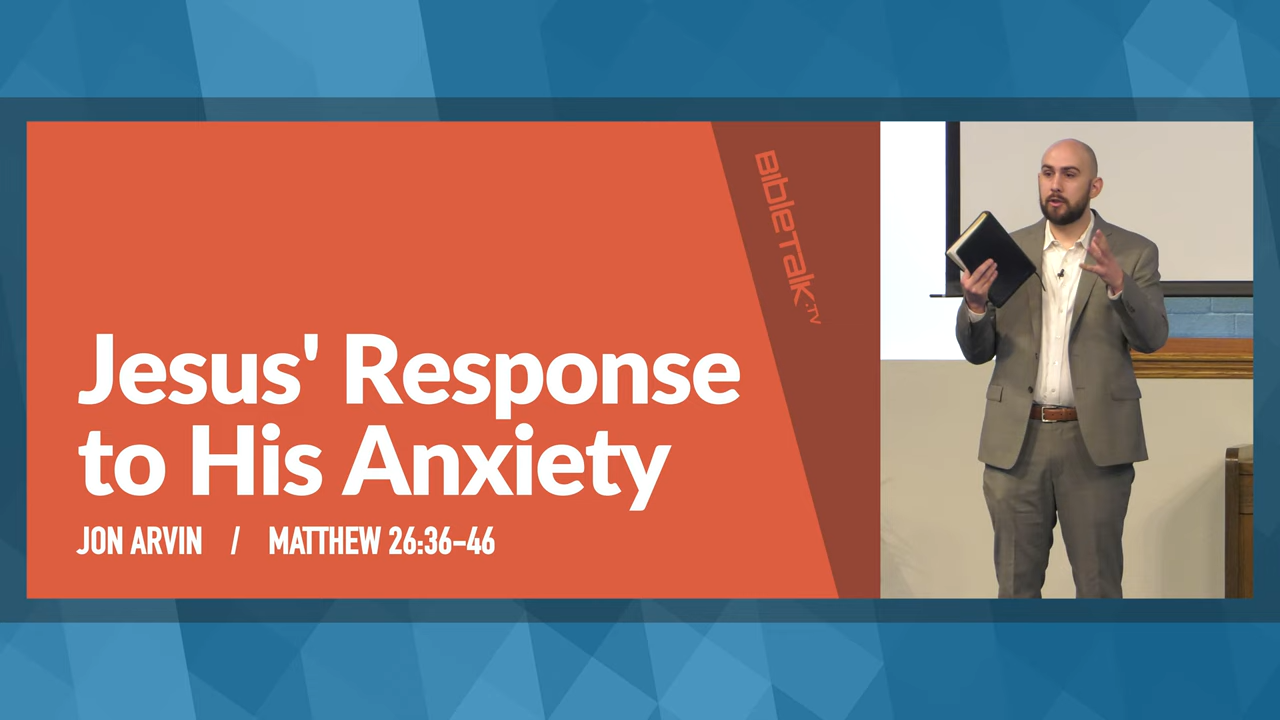 BibleTalk.TV
Jesus' Response
to His Anxiety
JON ARVIN / MATTHEW 26:36–46